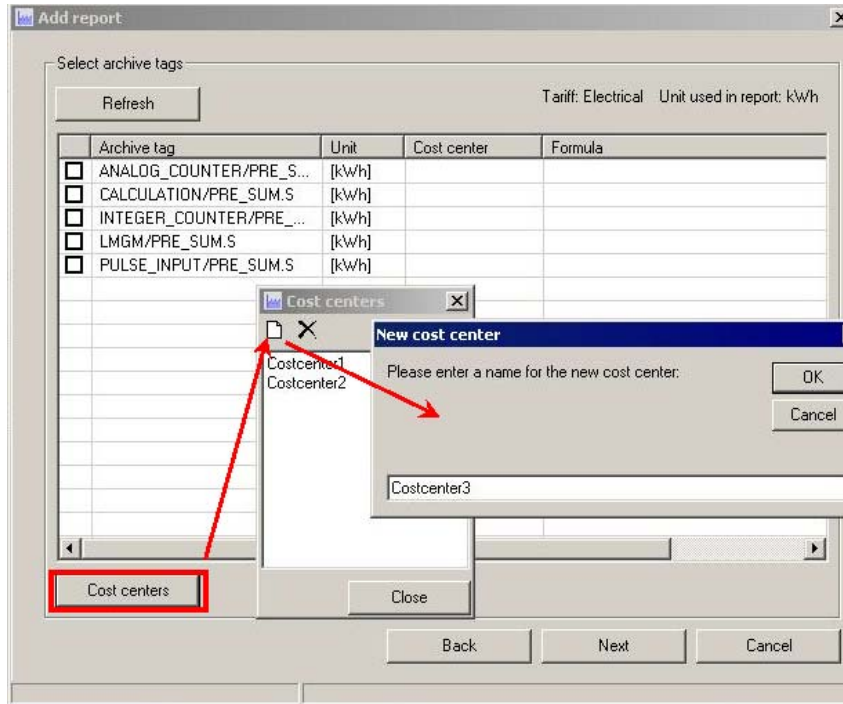 Add report
Select archive tags
Refresh
Tariff: Electrical Unit used in report: kWh
Archive tag Unit Cost center Formula
ANALOG_COUNTER/PRE_S... [kWh]
CALCULATION/PRE_SUM.S [kWh]
INTEGER_COUNTER/PRE_... [kWh]
LMGM/PRE_SUM.S [kWh]
PULSE_INPUT/PRE_SUM.S [kWh]
Cost centers
Costcenter1
Costcenter2
Close
New cost center
Please enter a name for the new cost center:
OK
Cancel
Costcenter3
Cost centers
Back Next Cancel